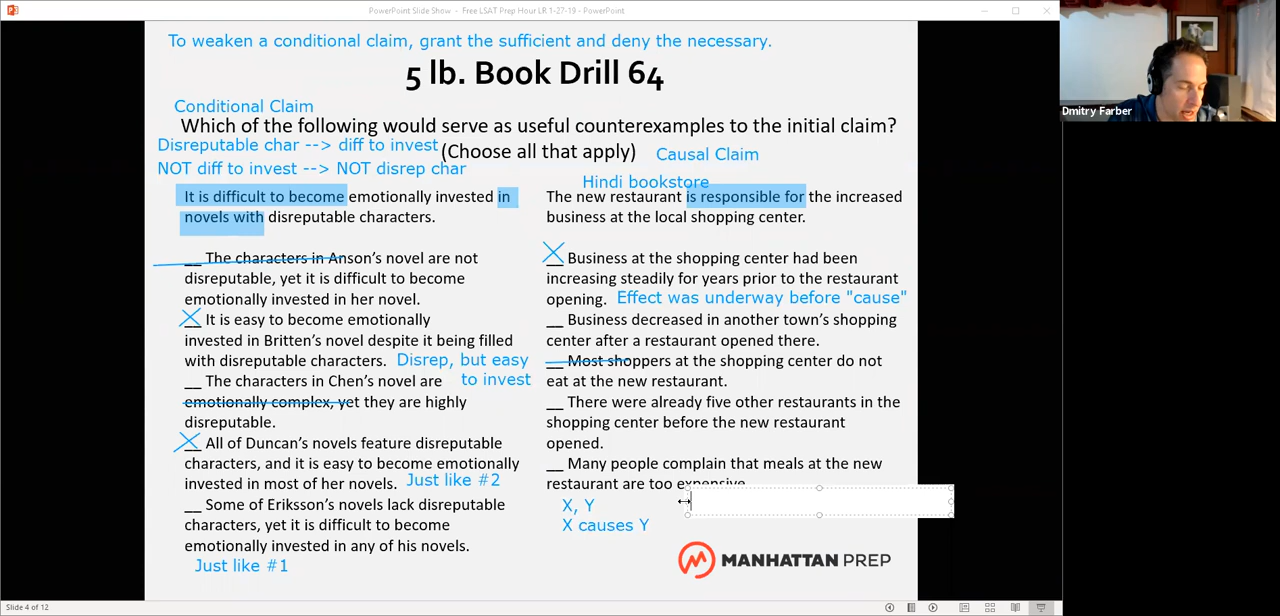 PowerPoint Slide Show - Free LSAT Prep Hour LR 1-27-19 - PowerPoint
To weaken a conditional claim, grant the sufficient and deny the necessary.
5 lb. Book Drill 64
Dmitry Farber
Conditional Claim
Which of the following would serve as useful counterexamples to the initial claim?
Disreputable char --> diff to invest
(Choose all that apply)
Causal Claim
NOT diff to invest --> NOT disrep char
Hindi bookstore
It is difficult to become emotionally invested in
novels with disreputable characters.
__ The characters in Anson's novel are not
disreputable, yet it is difficult to become
emotionally invested in her novel.
__ It is easy to become emotionally
invested in Britten's novel despite it being filled
with disreputable characters.
Disrep, but easy
to invest
__ The characters in Chen's novel are
emotionally complex, yet they are highly
disreputable.
__ All of Duncan's novels feature disreputable
characters, and it is easy to become emotionally
invested in most of her novels.
Just like #2
__ Some of Eriksson's novels lack disreputable
characters, yet it is difficult to become
emotionally invested in any of his novels.
Just like #1
The new restaurant is responsible for the increased
business at the local shopping center.
__ Business at the shopping center had been
increasing steadily for years prior to the restaurant
opening.
Effect was underway before "cause"
__ Business decreased in another town's shopping
center after a restaurant opened there.
__ Most shoppers at the shopping center do not
eat at the new restaurant.
__ There were already five other restaurants in the
shopping center before the new restaurant
opened.
__ Many people complain that meals at the new
restaurant are too expensive
X, Y
X causes Y
MANHATTAN PREP
Slide 4 of 12